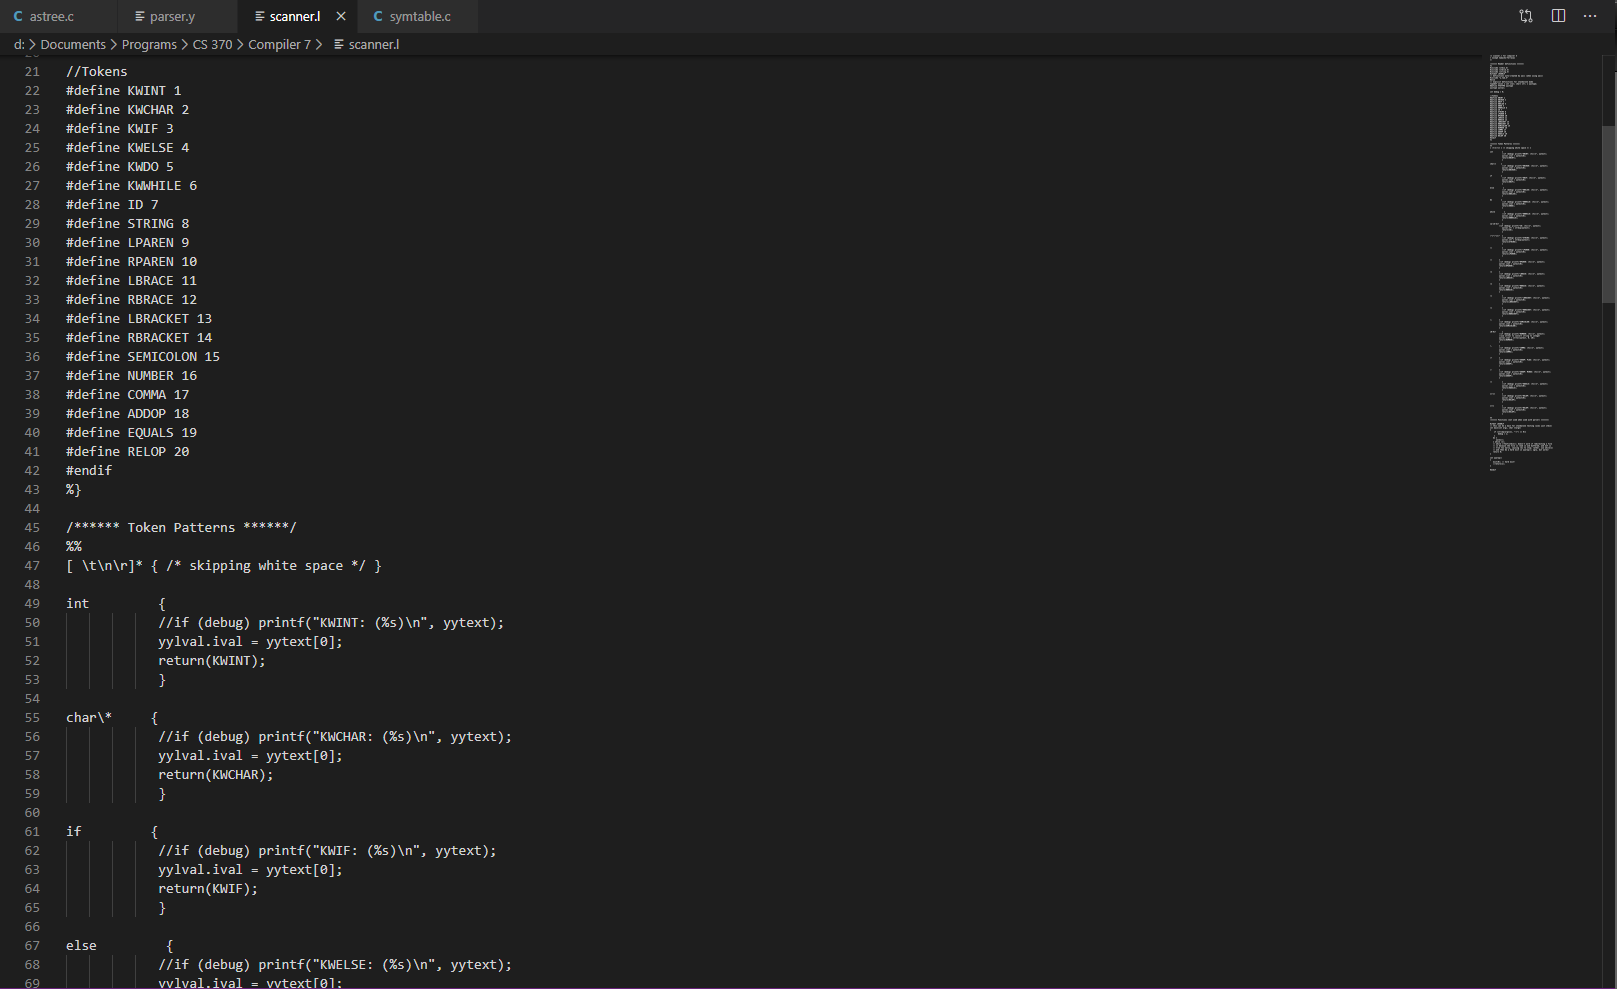 astree.c parser.y scanner.l symtable.c
d: > Documents > Programs > CS 370 > Compiler 7 > scanner.l
21 //Tokens
22 #define KWINT 1
23 #define KWCHAR 2
24 #define KWIF 3
25 #define KWELSE 4
26 #define KWDO 5
27 #define KWWHILE 6
28 #define ID 7
29 #define STRING 8
30 #define LPAREN 9
31 #define RPAREN 10
32 #define LBRACE 11
33 #define RBRACE 12
34 #define LBRACKET 13
35 #define RBRACKET 14
36 #define SEMICOLON 15
37 #define NUMBER 16
38 #define COMMA 17
39 #define ADDOP 18
40 #define EQUALS 19
41 #define RELOP 20
42 #endif
43 %}
44
45 /****** Token Patterns ******/
46 %%
47 [ \t\n\r]* { /* skipping white space */ }
48
49 int {
50 //if (debug) printf("KWINT: (%s)\n", yytext);
51 yylval.ival = yytext[0];
52 return(KWINT);
53 }
54
55 char\* {
56 //if (debug) printf("KWCHAR: (%s)\n", yytext);
57 yylval.ival = yytext[0];
58 return(KWCHAR);
59 }
60
61 if {
62 //if (debug) printf("KWIF: (%s)\n", yytext);
63 yylval.ival = yytext[0];
64 return(KWIF);
65 }
66
67 else {
68 //if (debug) printf("KWELSE: (%s)\n", yytext);
69 yylval.ival = yytext[0];